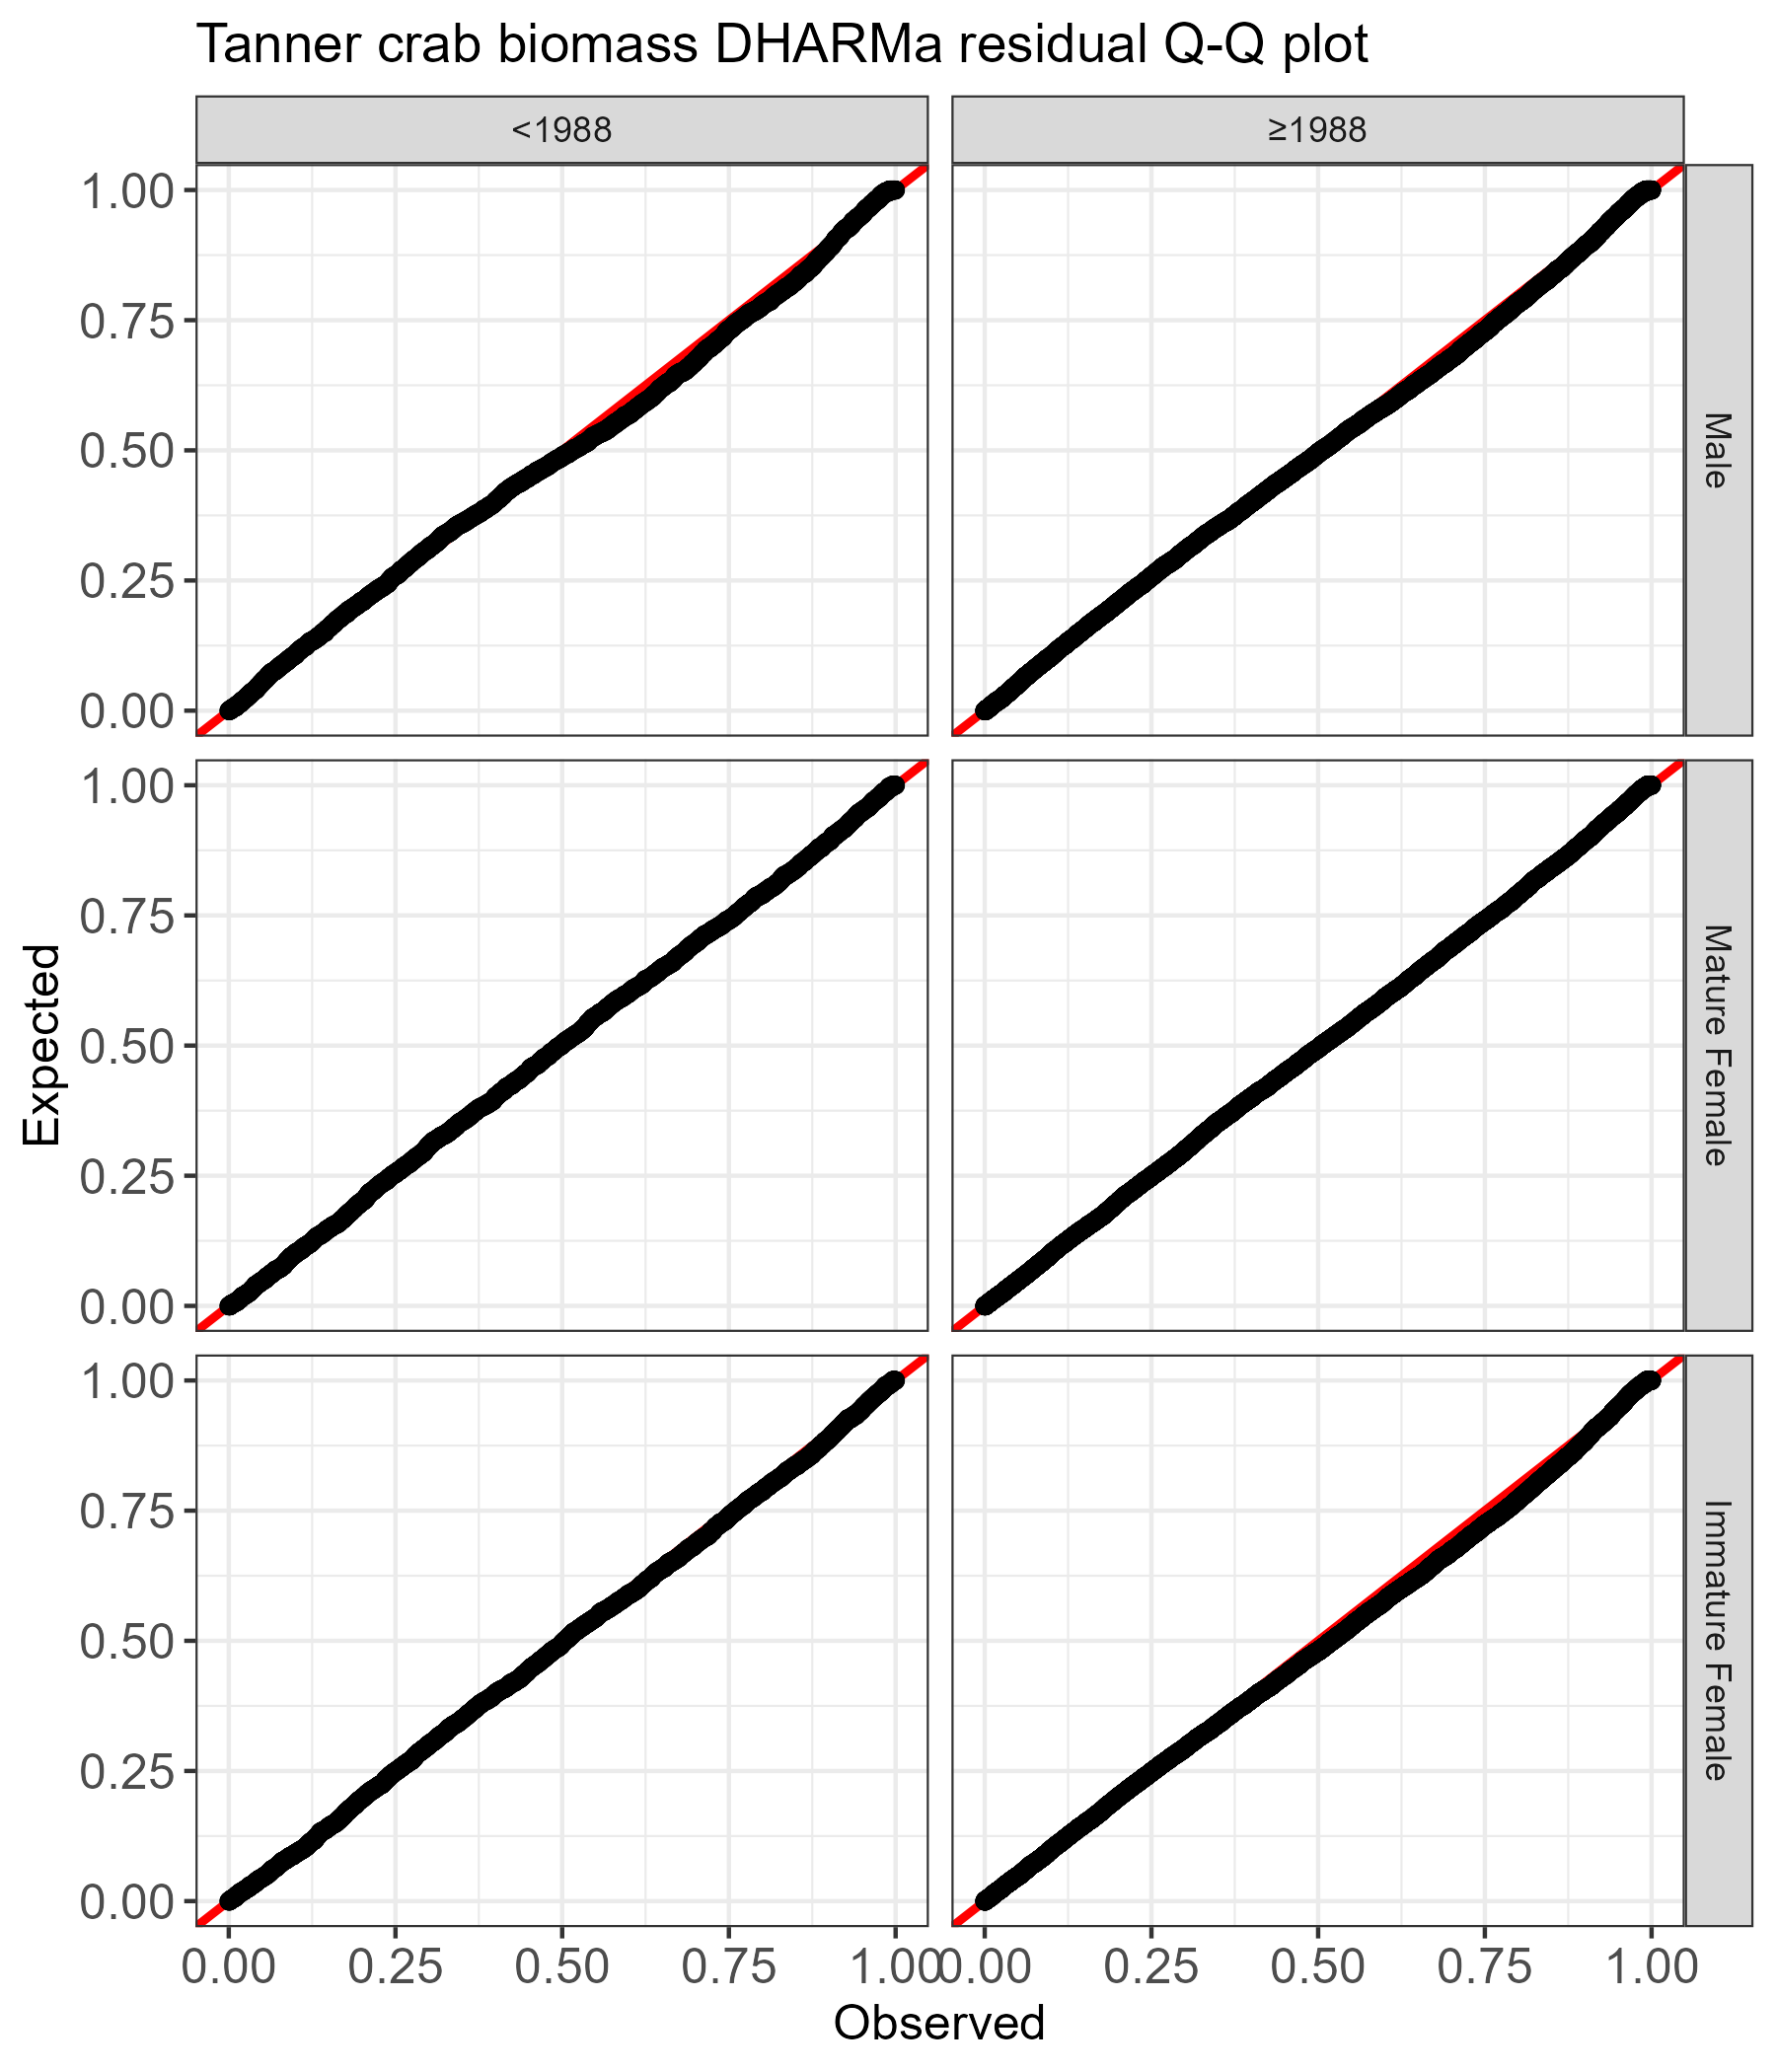 Tanner crab biomass DHARMa residual Q-Q plot
<1988 ≥1988
1.00
0.75
0.50
0.25
0.00
Male
1.00
0.75
0.50
0.25
0.00
Mature Female
Expected
1.00
0.75
0.50
0.25
0.00
Immature Female
0.00 0.25 0.50 0.75 1.00 0.00 0.25 0.50 0.75 1.00
Observed